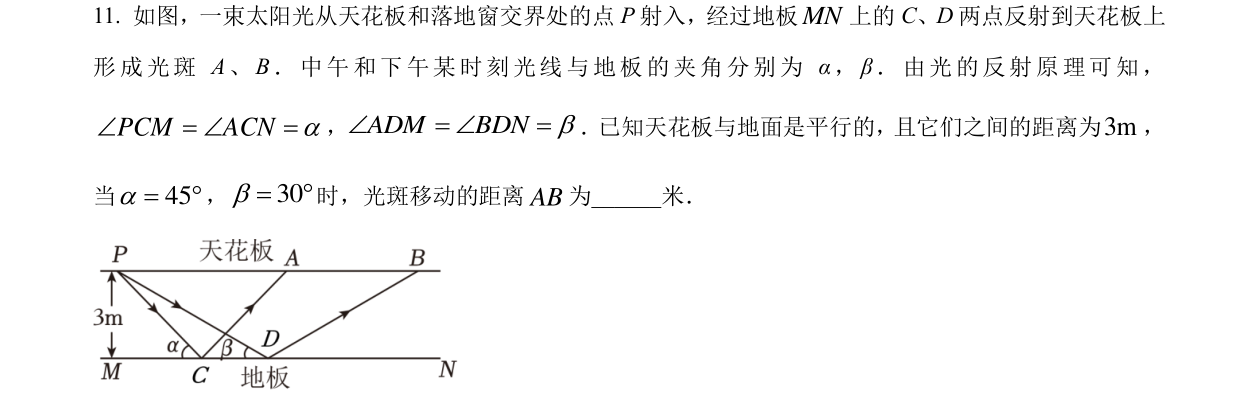 11. 如图，一束太阳光从天花板和落地窗交界处的点 P 射入，经过地板 MN 上的 C、D 两点反射到天花板上
形成光斑 A、B．中午和下午某时刻光线与地板的夹角分别为 α，β．由光的反射原理可知，
∠PCM = ∠ACN = α，∠ADM = ∠BDN = β．已知天花板与地面是平行的，且它们之间的距离为3m，
当 α = 45°，β = 30° 时，光斑移动的距离 AB 为______米．
P 天花板 A B
3m
α β D
M C 地板 N